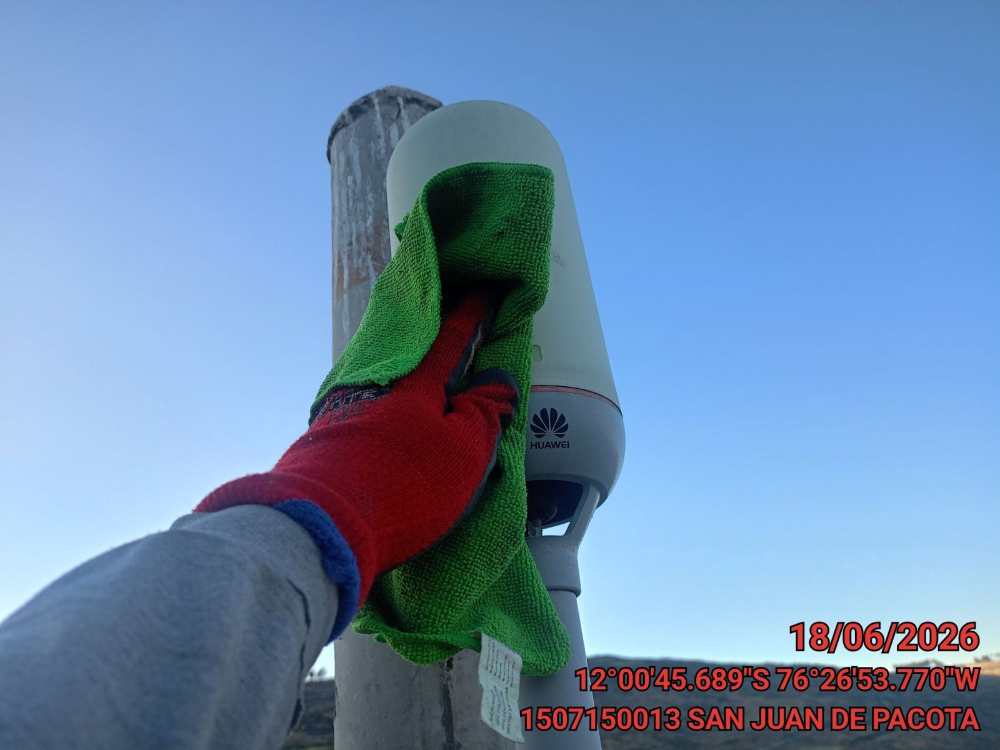 HUAWEI
18/06/2026
12°00'45.689"S 76°26'53.770"W
1507150013 SAN JUAN DE PACOTA